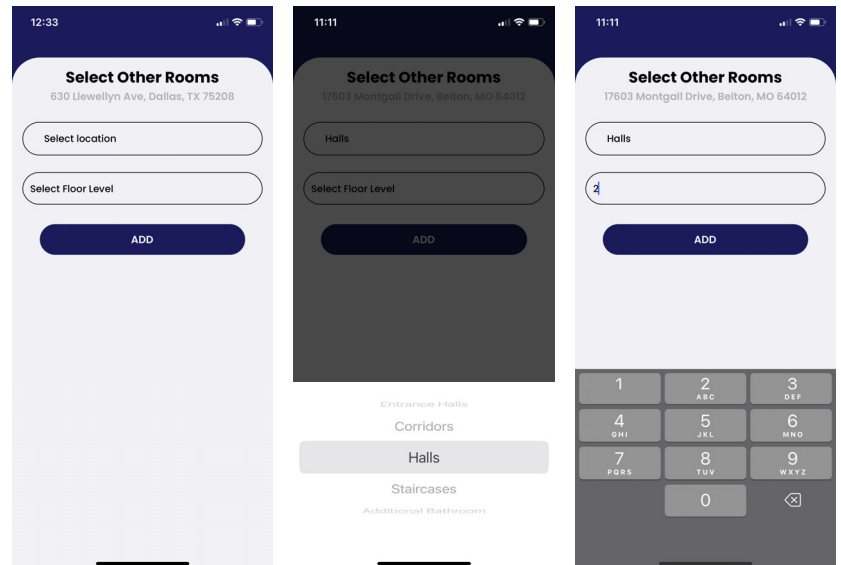 12:33
Select Other Rooms
630 Llewellyn Ave, Dallas, TX 75208
Select location
Select Floor Level
ADD
11:11
Select Other Rooms
17603 Montgall Drive, Belton, MO 64012
Halls
Select Floor Level
ADD
Entrance Halls
Corridors
Halls
Staircases
Additional Bathroom
11:11
Select Other Rooms
17603 Montgall Drive, Belton, MO 64012
Halls
2
ADD
1 2 3
ABC DEF
4 5 6
GHI JKL MNO
7 8 9
PQRS TUV WXYZ
0